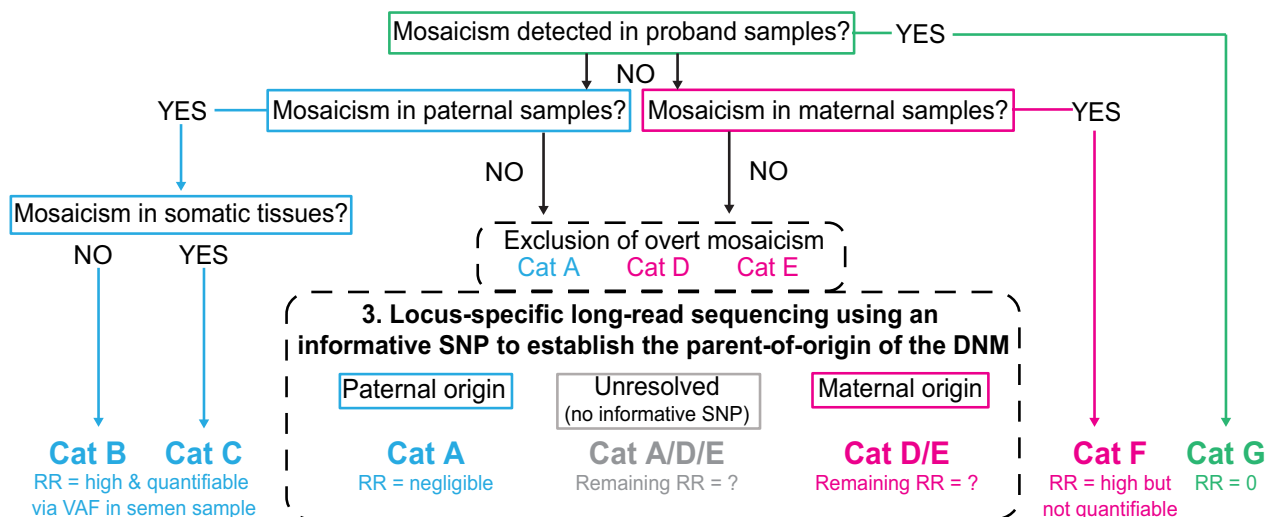 Mosaicism detected in proband samples?
YES
NO
YES
Mosaicism in paternal samples?
Mosaicism in maternal samples?
YES
NO
NO
Mosaicism in somatic tissues?
NO
YES
Exclusion of overt mosaicism
Cat A
Cat D
Cat E
3. Locus-specific long-read sequencing using an
informative SNP to establish the parent-of-origin of the DNM
Paternal origin
Unresolved
(no informative SNP)
Maternal origin
Cat B
Cat C
RR = high & quantifiable
via VAF in semen sample
Cat A
RR = negligible
Cat A/D/E
Remaining RR = ?
Cat D/E
Remaining RR = ?
Cat F
RR = high but
not quantifiable
Cat G
RR = 0